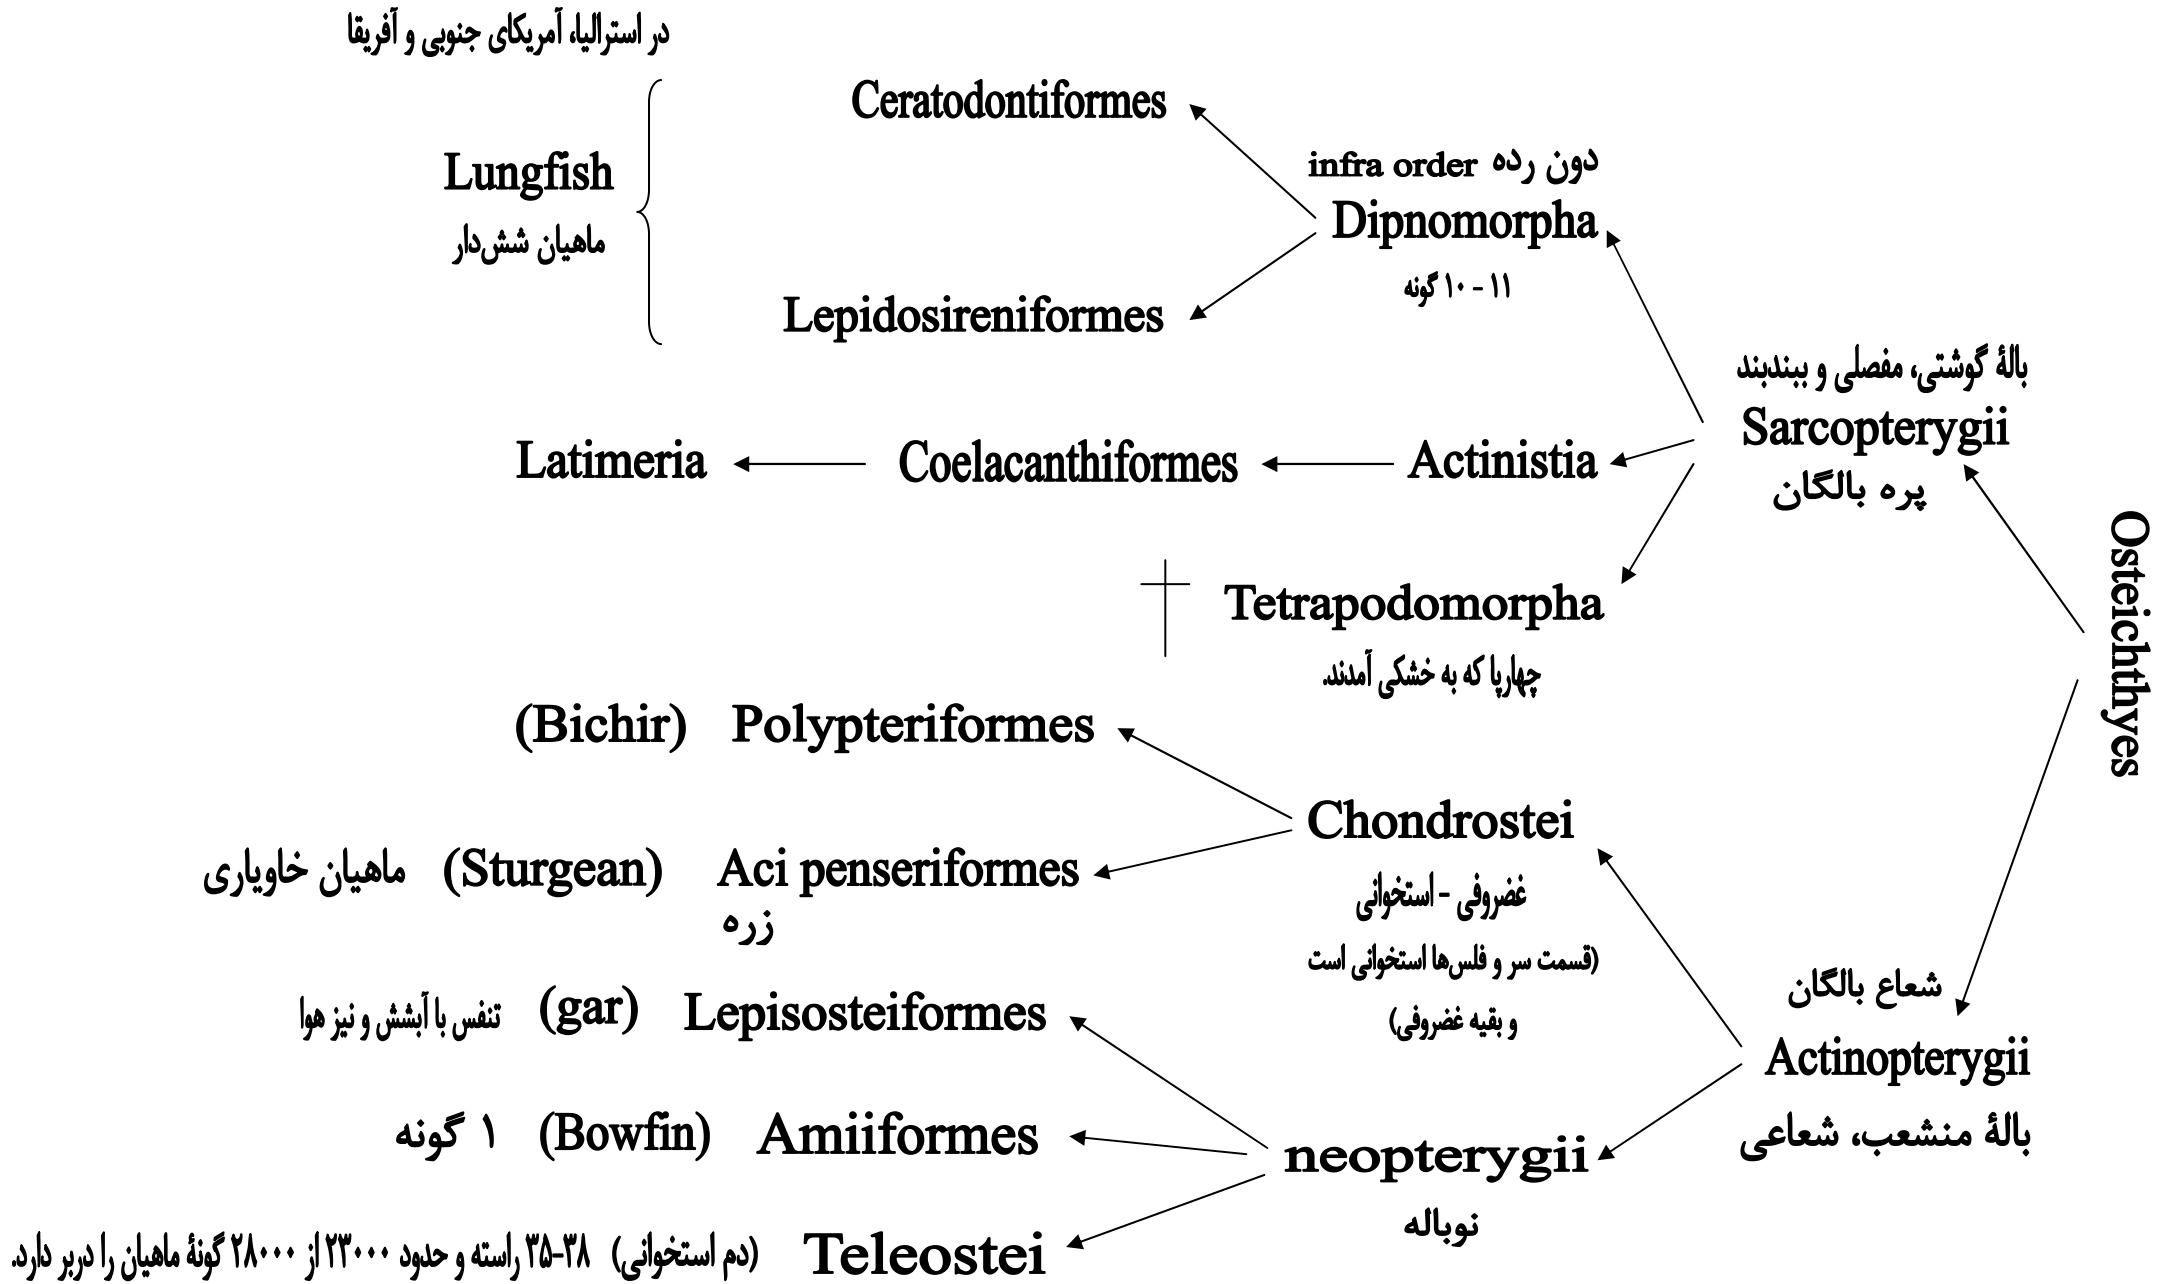 در استرالیا، آمریکای جنوبی و آفریقا
Ceratodontiformes
Lungfish
ماهیان شش‌دار
دون رده infra order
Dipnomorpha
۱۰ - ۱۱ گونه
Lepidosireniformes
بالهٔ گوشتی، مفصلی و ببندبند
Sarcopterygii
پره بالگان
Actinistia
Coelacanthiformes
Latimeria
Osteichthyes
Tetrapodomorpha
چهارپا که به خشکی آمدند.
Polypteriformes (Bichir)
Chondrostei
غضروفی - استخوانی
(قسمت سر و فلس‌ها استخوانی است
و بقیه غضروفی)
Aci penseriformes (Sturgean) ماهیان خاویاری
زره
شعاع بالگان
Actinopterygii
بالهٔ منشعب، شعاعی
Lepisosteiformes (gar) تنفس با آبشش و نیز هوا
neopterygii
نوباله
Amiiformes (Bowfin) ۱ گونه
Teleostei (دم استخوانی) ۳۸-۳۵ راسته و حدود ۲۳۰۰۰ از ۲۸۰۰۰ گونهٔ ماهیان را دربر دارد.